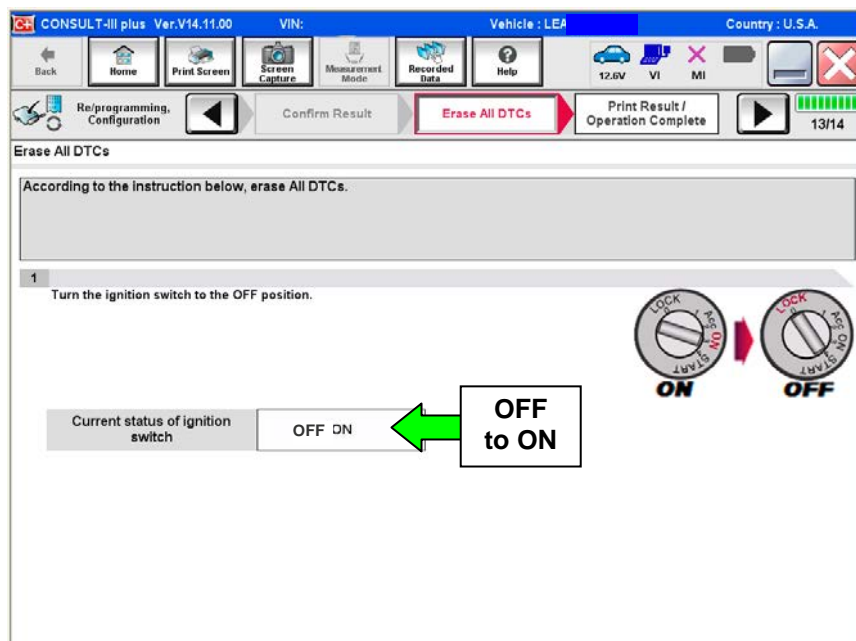 C+ CONSULT-III plus Ver.V14.11.00 VIN: Vehicle : LEA Country : U.S.A.
Back Home Print Screen Screen Capture Measurement Mode Recorded Data Help 12.6V VI MI
Re/programming, Configuration Confirm Result Erase All DTCs Print Result / Operation Complete 13/14
Erase All DTCs
According to the instruction below, erase All DTCs.
1
Turn the ignition switch to the OFF position.
LOCK Acc ON START
LOCK Acc ON START
ON OFF
Current status of ignition switch
OFF ON
OFF
to ON